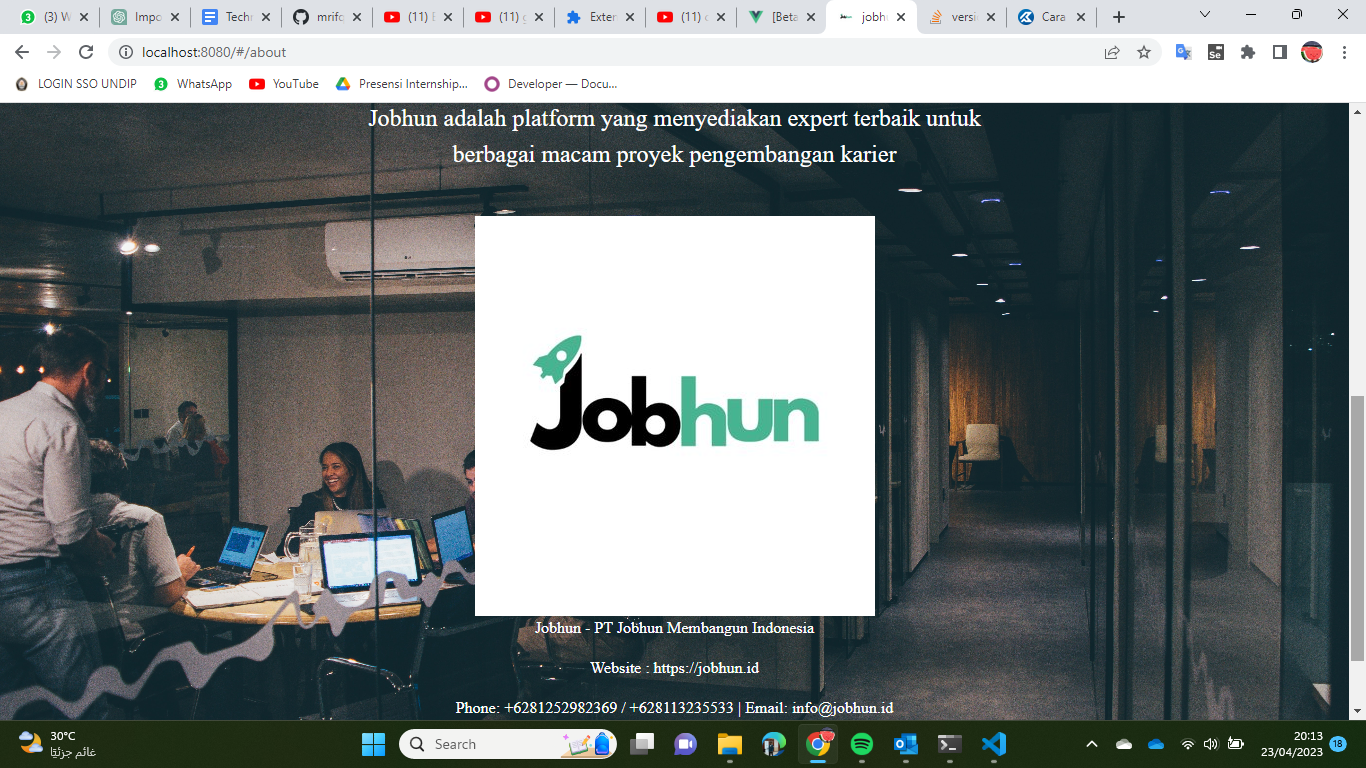 (3) W
Impo
Techn
mrifq
(11) E
(11) g
Exter
(11) c
[Beta
jobh
versi
Cara
localhost:8080/#/about
LOGIN SSO UNDIP
WhatsApp
YouTube
Presensi Internship...
Developer — Docu...
Jobhun adalah platform yang menyediakan expert terbaik untuk
berbagai macam proyek pengembangan karier
Jobhun
Jobhun - PT Jobhun Membangun Indonesia
Website : https://jobhun.id
Phone: +6281252982369 / +628113235533 | Email: info@jobhun.id
30°C
غائم جزئيًا
Search
20:13
23/04/2023
18